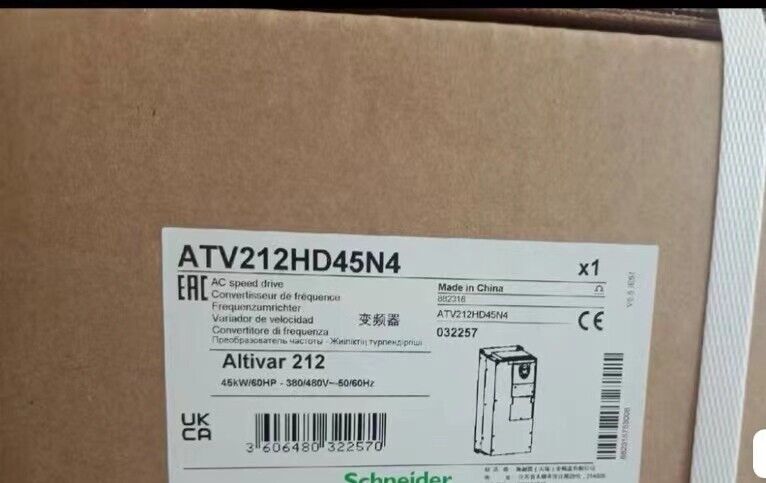 ATV212HD45N4
x1
EAC
AC speed drive
Convertisseur de fréquence
Frequenzumrichter
Variador de velocidad
变频器
Convertitore di frequenza
Преобразователь частоты - Жиіліктің түрлендіргіші
Made in China
882316
ATV212HD45N4
032257
CE
Altivar 212
45kW/60HP - 380/480V~-50/60Hz
UK
CA
3 606480 322570
Schneider